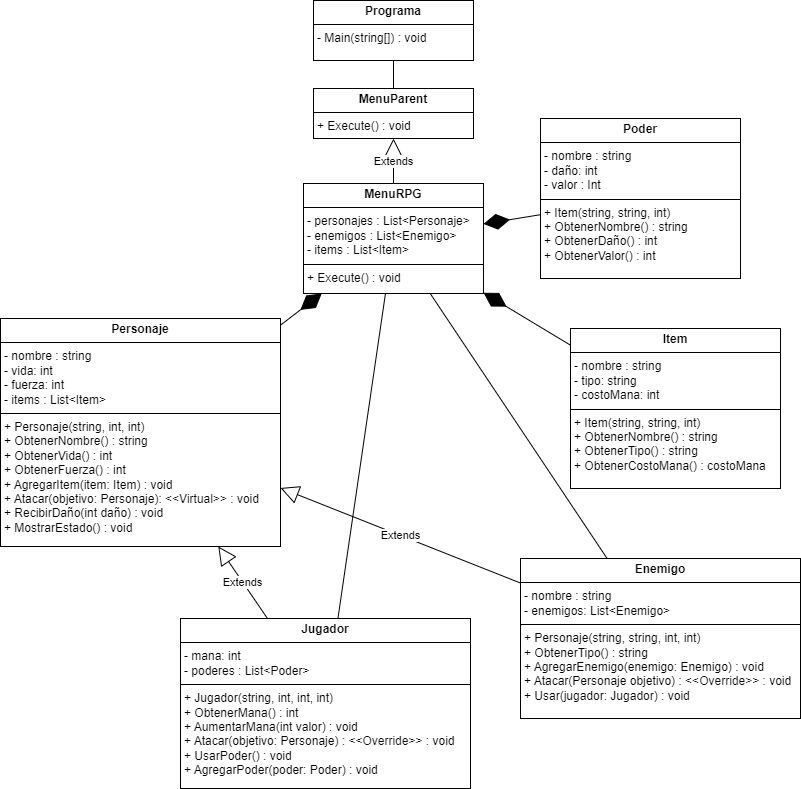 Programa
- Main(string[]) : void
MenuParent
+ Execute() : void
Extends
MenuRPG
- personajes : List<Personaje>
- enemigos : List<Enemigo>
- items : List<Item>
+ Execute() : void
Poder
- nombre : string
- daño: int
- valor : Int
+ Item(string, string, int)
+ ObtenerNombre() : string
+ ObtenerDaño() : int
+ ObtenerValor() : int
Personaje
- nombre : string
- vida: int
- fuerza: int
- items : List<Item>
+ Personaje(string, int, int)
+ ObtenerNombre() : string
+ ObtenerVida() : int
+ ObtenerFuerza() : int
+ AgregarItem(item: Item) : void
+ Atacar(objetivo: Personaje): <<Virtual>> : void
+ RecibirDaño(int daño) : void
+ MostrarEstado() : void
Item
- nombre : string
- tipo: string
- costoMana: int
+ Item(string, string, int)
+ ObtenerNombre() : string
+ ObtenerTipo() : string
+ ObtenerCostoMana() : costoMana
Extends
Extends
Enemigo
- nombre : string
- enemigos: List<Enemigo>
+ Personaje(string, string, int, int)
+ ObtenerTipo() : string
+ AgregarEnemigo(enemigo: Enemigo) : void
+ Atacar(Personaje objetivo) : <<Override>> : void
+ Usar(jugador: Jugador) : void
Jugador
- mana: int
- poderes : List<Poder>
+ Jugador(string, int, int, int)
+ ObtenerMana() : int
+ AumentarMana(int valor) : void
+ Atacar(objetivo: Personaje) : <<Override>> : void
+ UsarPoder() : void
+ AgregarPoder(poder: Poder) : void